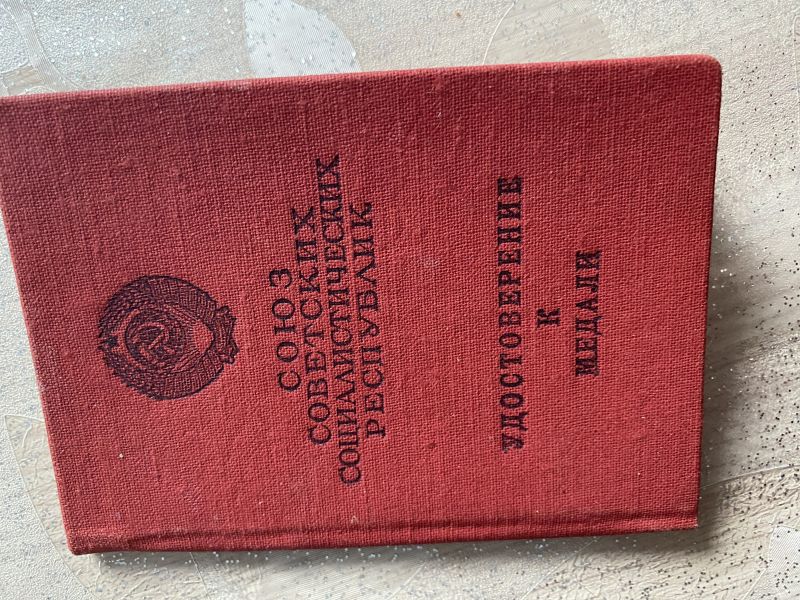 СОЮЗ
СОВЕТСКИХ
СОЦИАЛИСТИЧЕСКИХ
РЕСПУБЛИК
УДОСТОВЕРЕНИЕ
К
МЕДАЛИ